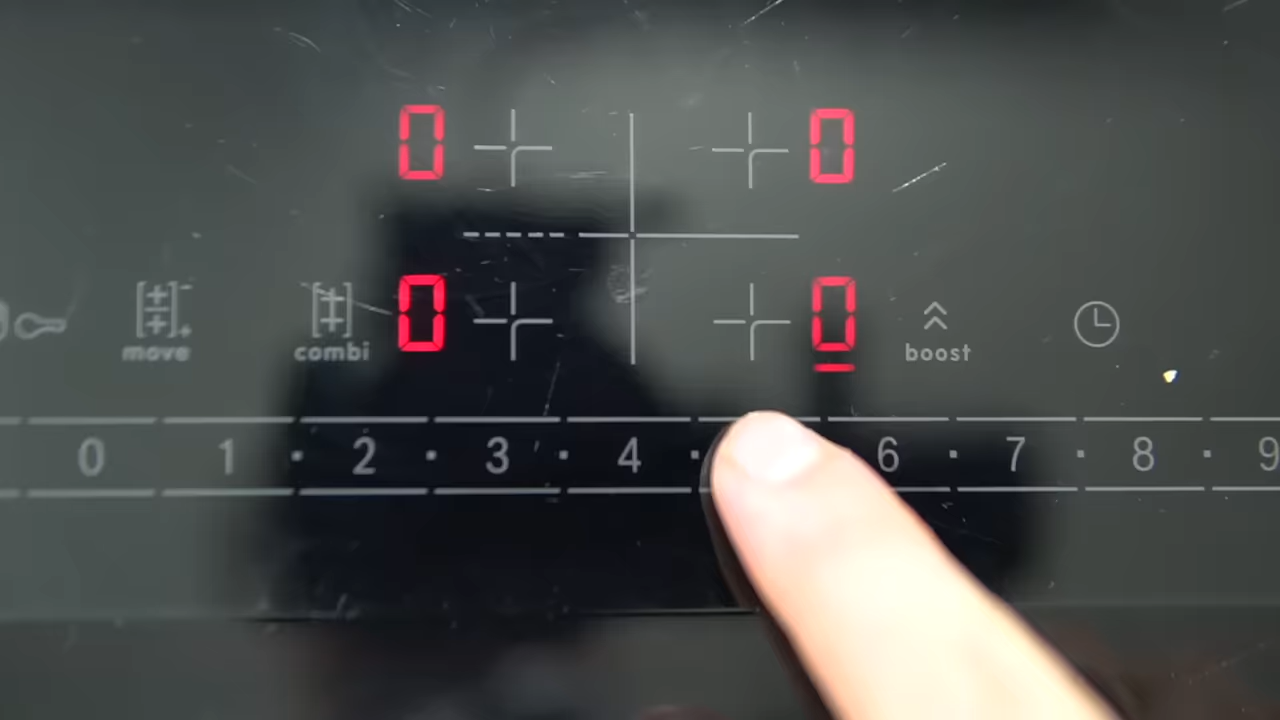 0 0
0 0
move combi boost
0 1 · 2 · 3 · 4 · 6 · 7 · 8 · 9